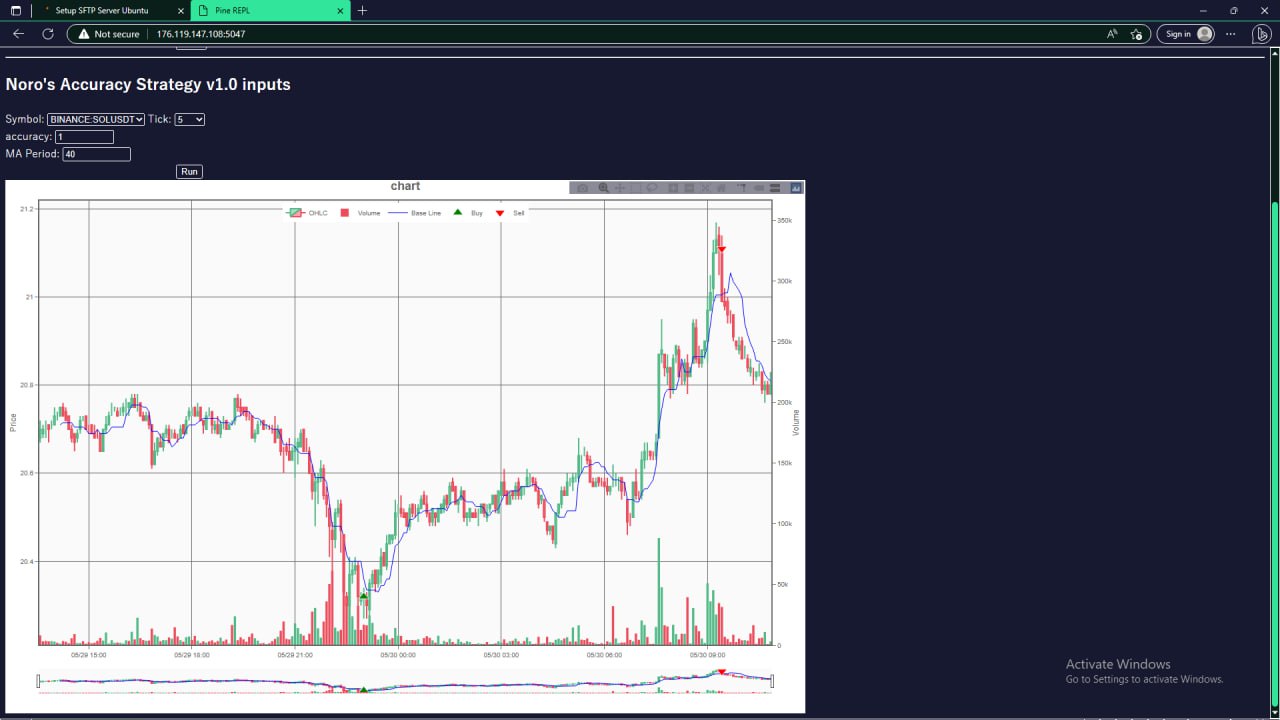 Setup SFTP Server Ubuntu
Pine REPL
Not secure
176.119.147.108:5047
Sign in
Noro's Accuracy Strategy v1.0 inputs
Symbol: BINANCE:SOLUSDT Tick: 5
accuracy: 1
MA Period: 40
Run
chart
OHLC Volume Base Line Buy Sell
21.2
350k
300k
21
250k
20.8
200k
Price
Volume
150k
20.6
100k
20.4
50k
0
05/29 15:00 05/29 18:00 05/29 21:00 05/30 00:00 05/30 03:00 05/30 06:00 05/30 09:00
Activate Windows
Go to Settings to activate Windows.